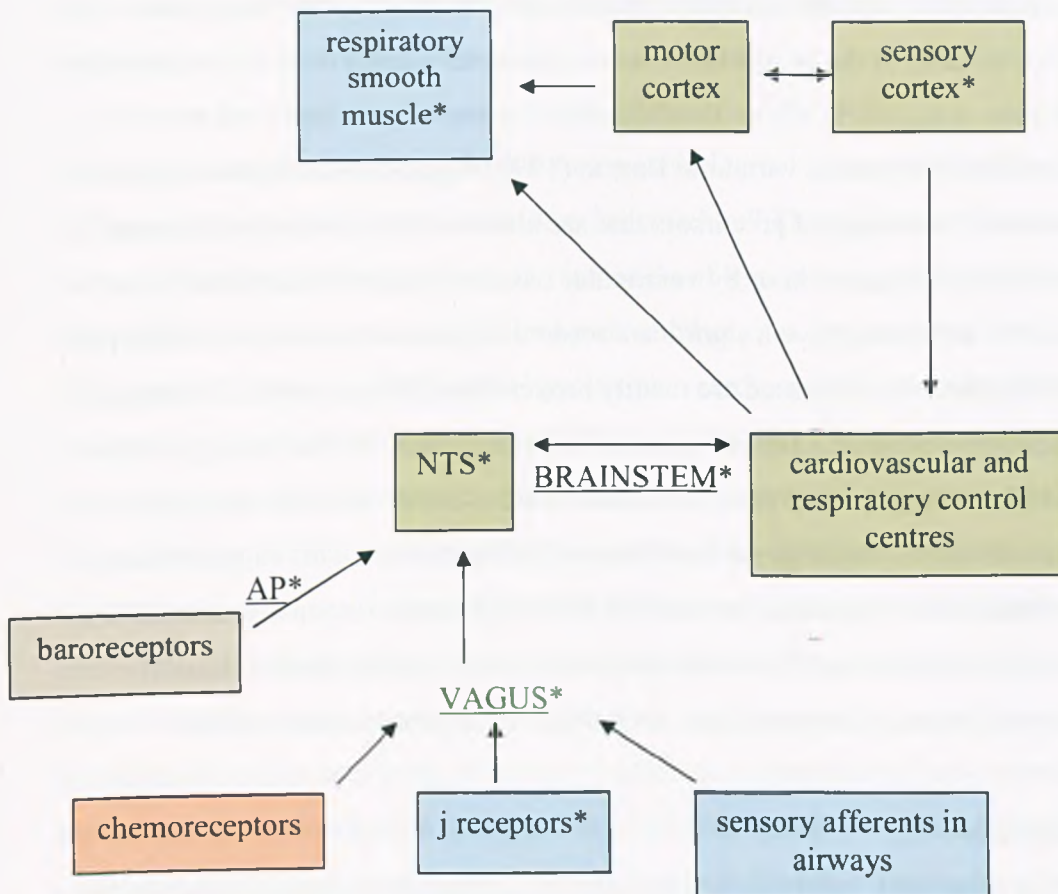 respiratory
smooth
muscle*
motor
cortex
sensory
cortex*
NTS*
BRAINSTEM*
cardiovascular and
respiratory control
centres
AP*
baroreceptors
VAGUS*
chemoreceptors
j receptors*
sensory afferents in
airways